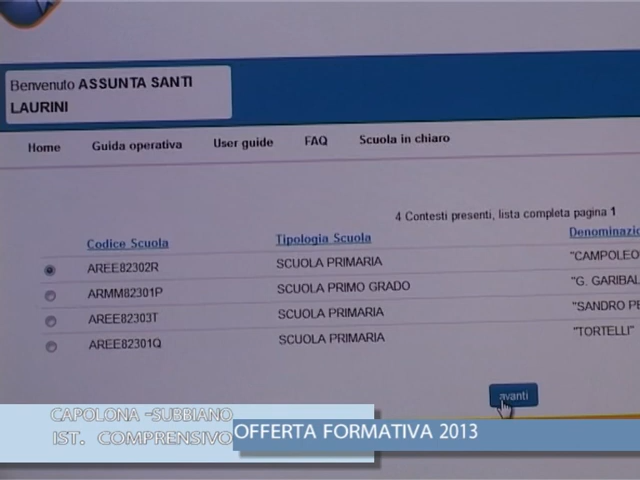 Benvenuto ASSUNTA SANTI
LAURINI
Home Guida operativa User guide FAQ Scuola in chiaro
4 Contesti presenti, lista completa pagina 1
Codice Scuola Tipologia Scuola Denominazio
AREE82302R SCUOLA PRIMARIA "CAMPOLEO
ARMM82301P SCUOLA PRIMO GRADO "G. GARIBAL
AREE82303T SCUOLA PRIMARIA "SANDRO PE
AREE82301Q SCUOLA PRIMARIA "TORTELLI"
avanti
CAPOLONA -SUBBIANO
IST. COMPRENSIVO
OFFERTA FORMATIVA 2013